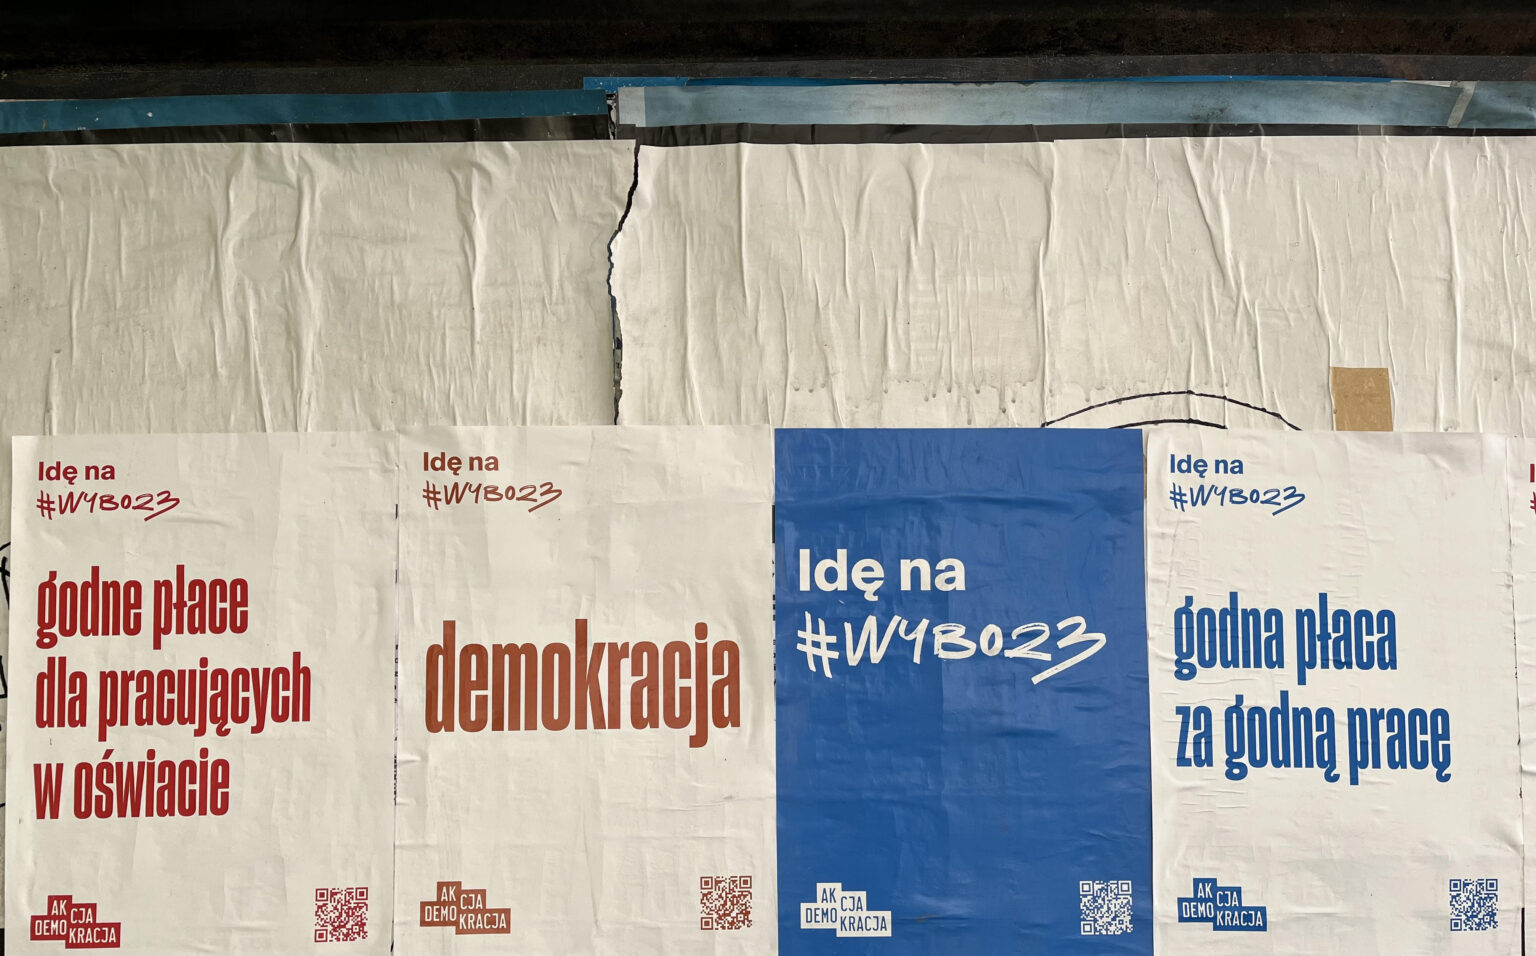 Idę na
#WYBO23
godne płace
dla pracujących
w oświacie
AK
CJA
DEMO
KRACJA
Idę na
#WYBO23
demokracja
AK
CJA
DEMO
KRACJA
Idę na
#WYBO23
AK
CJA
DEMO
KRACJA
Idę na
#WYBO23
godna płaca
za godną pracę
AK
CJA
DEMO
KRACJA